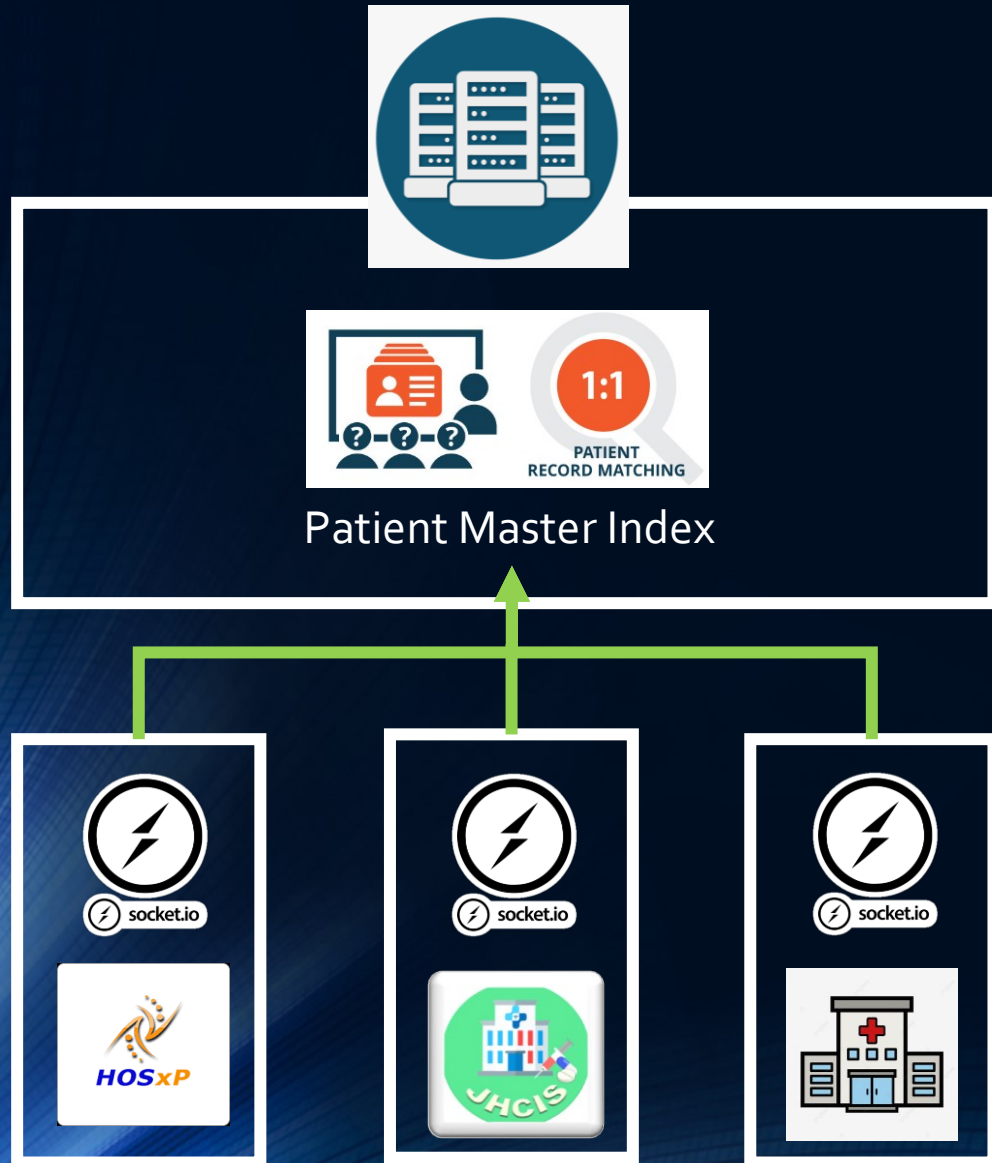 1:1
? ? ?
PATIENT
RECORD MATCHING
Patient Master Index
socket.io
socket.io
socket.io
HOSxP
JHCIS